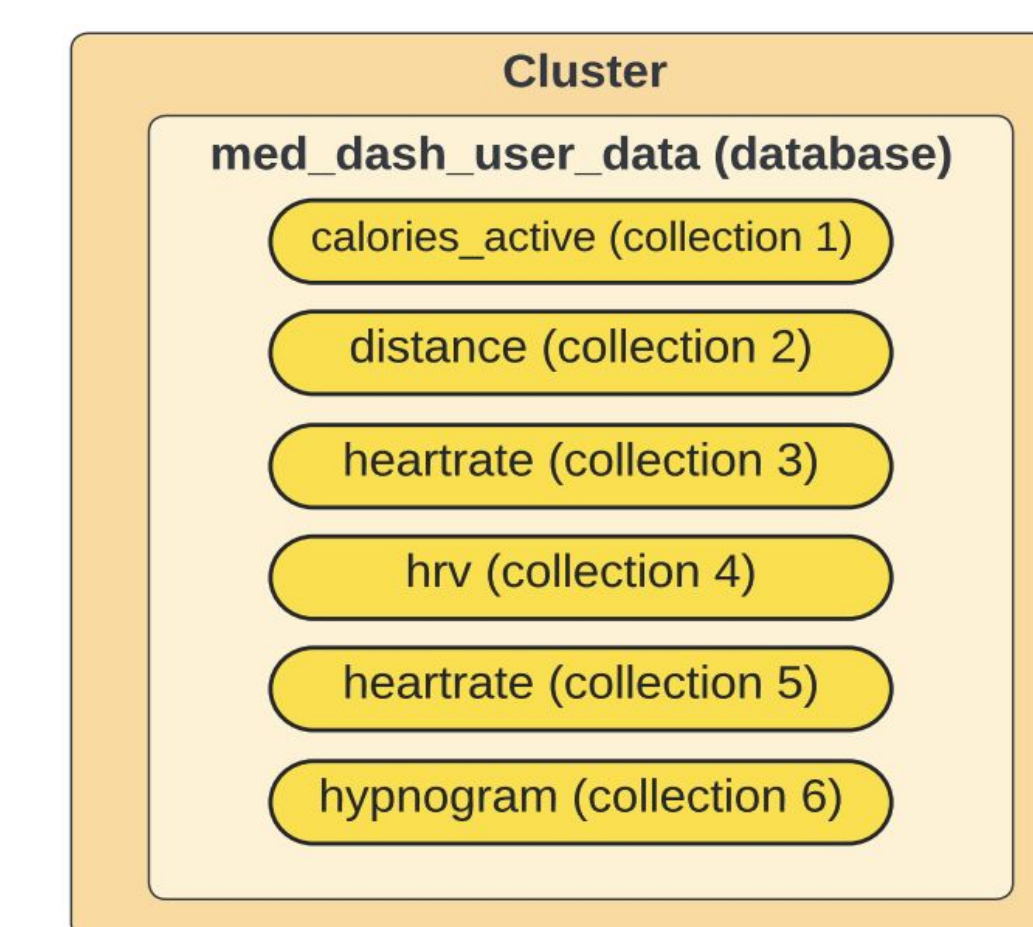 Cluster
med_dash_user_data (database)
calories_active (collection 1)
distance (collection 2)
heartrate (collection 3)
hrv (collection 4)
heartrate (collection 5)
hypnogram (collection 6)